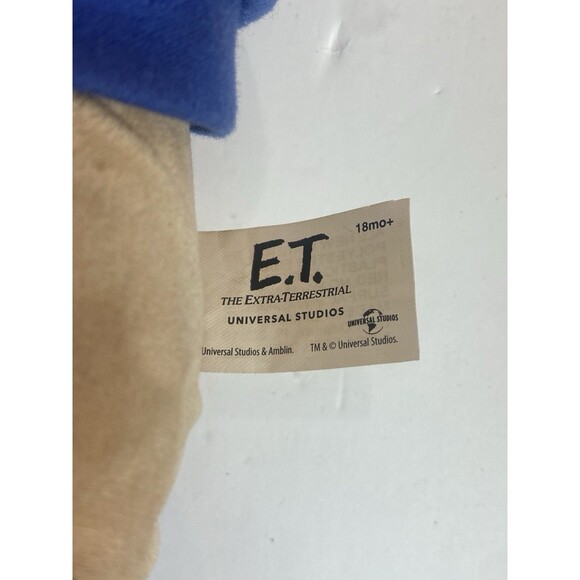 18mo+
E.T.
THE EXTRA-TERRESTRIAL
UNIVERSAL STUDIOS
UNIVERSAL STUDIOS
Universal Studios & Amblin. TM & © Universal Studios.